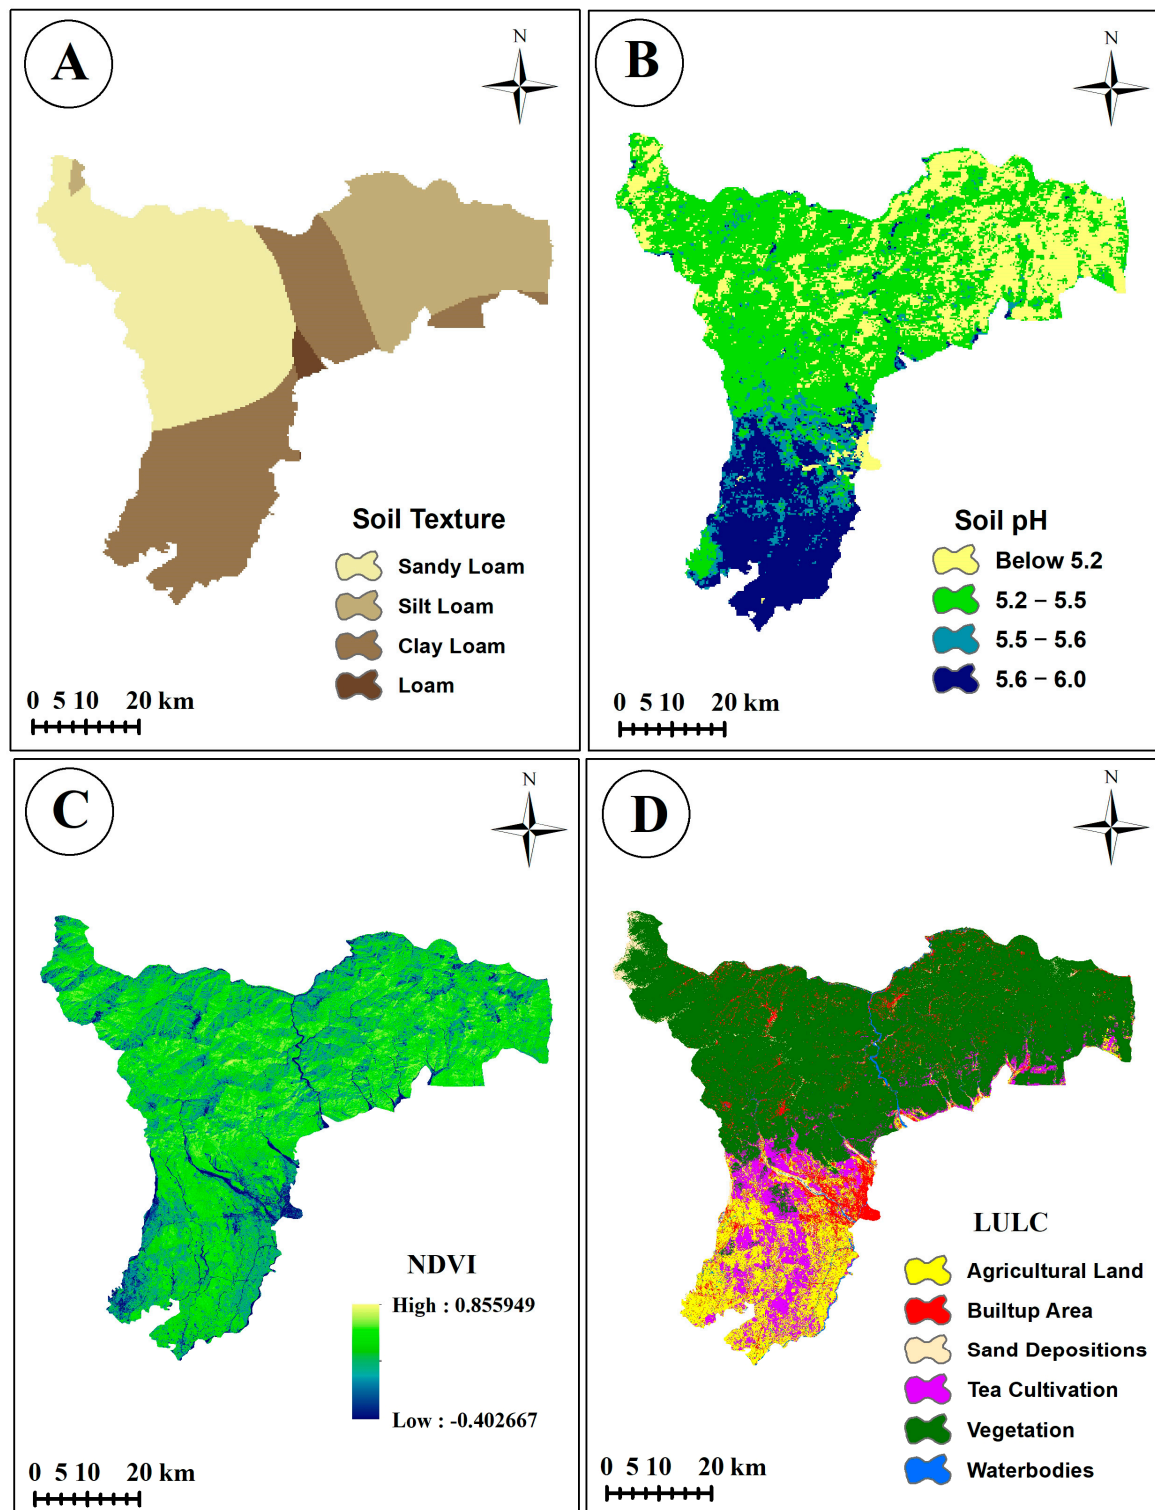 A
N
Soil Texture
Sandy Loam
Silt Loam
Clay Loam
Loam
0 5 10 20 km
B
N
Soil pH
Below 5.2
5.2 – 5.5
5.5 – 5.6
5.6 – 6.0
0 5 10 20 km
C
N
NDVI
High : 0.855949
Low : -0.402667
0 5 10 20 km
D
N
LULC
Agricultural Land
Builtup Area
Sand Depositions
Tea Cultivation
Vegetation
Waterbodies
0 5 10 20 km